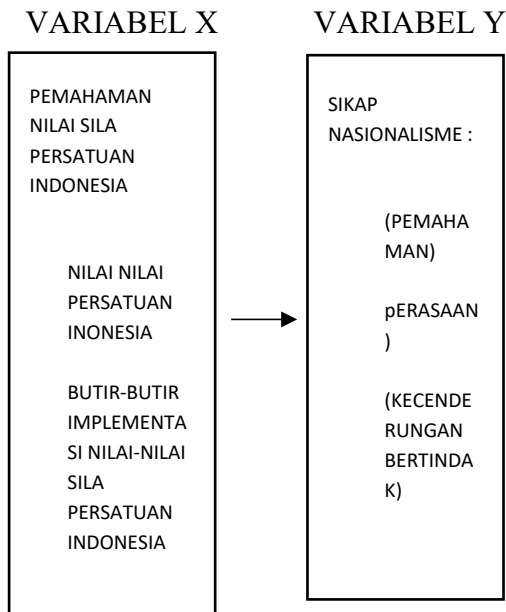 VARIABEL X
PEMAHAMAN
NILAI SILA
PERSATUAN
INDONESIA
NILAI NILAI
PERSATUAN
INONESIA
BUTIR-BUTIR
IMPLEMENTA
SI NILAI-NILAI
SILA
PERSATUAN
INDONESIA
VARIABEL Y
SIKAP
NASIONALISME :
(PEMAHA
MAN)
pERASAAN
)
(KECENDE
RUNGAN
BERTINDA
K)